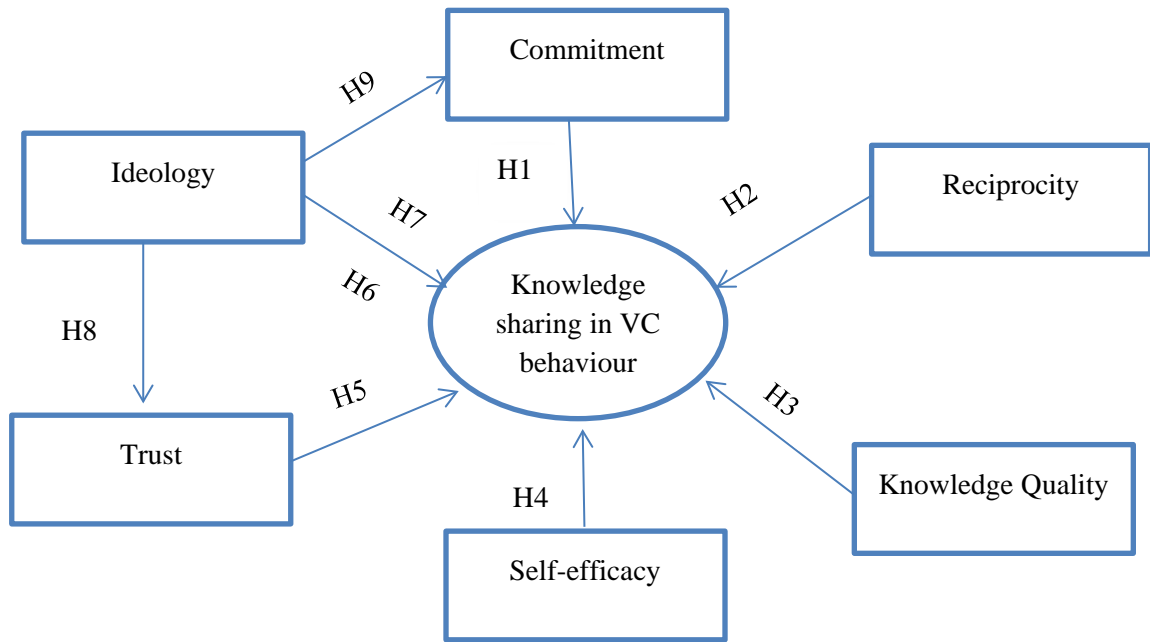 Commitment
H9
Ideology
H1
Reciprocity
H2
H7
H6
Knowledge
sharing in VC
behaviour
H8
H5
H3
Trust
Knowledge Quality
H4
Self-efficacy